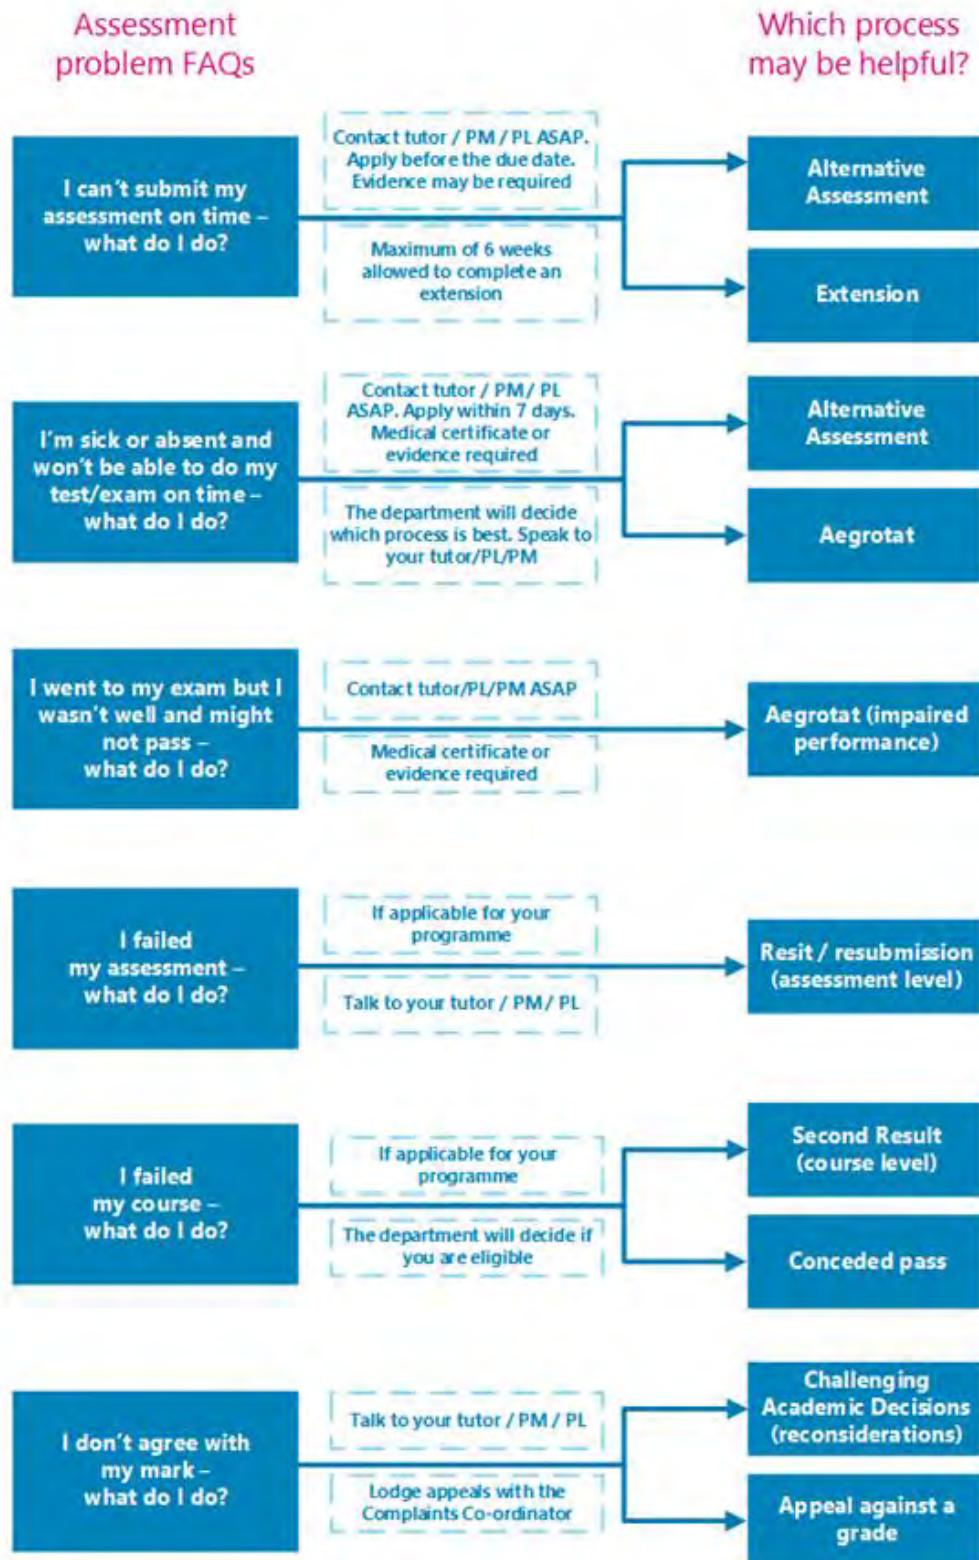 Assessment
problem FAQs
Which process
may be helpful?
I can't submit my
assessment on time –
what do I do?
Contact tutor / PM / PL ASAP.
Apply before the due date.
Evidence may be required
Maximum of 6 weeks
allowed to complete an
extension
Alternative
Assessment
Extension
I'm sick or absent and
won't be able to do my
test/exam on time –
what do I do?
Contact tutor / PM / PL
ASAP. Apply within 7 days.
Medical certificate or
evidence required
The department will decide
which process is best. Speak to
your tutor/PL/PM
Alternative
Assessment
Aegrotat
I went to my exam but I
wasn't well and might
not pass –
what do I do?
Contact tutor/PL/PM ASAP
Medical certificate or
evidence required
Aegrotat (impaired
performance)
I failed
my assessment –
what do I do?
If applicable for your
programme
Talk to your tutor / PM / PL
Resit / resubmission
(assessment level)
I failed
my course –
what do I do?
If applicable for your
programme
The department will decide if
you are eligible
Second Result
(course level)
Conceded pass
I don't agree with
my mark –
what do I do?
Talk to your tutor / PM / PL
Lodge appeals with the
Complaints Co-ordinator
Challenging
Academic Decisions
(reconsiderations)
Appeal against a
grade